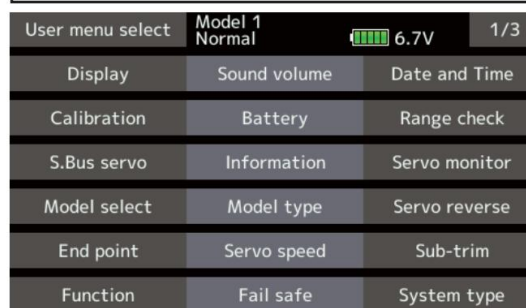 User menu select Model 1 1/3
Normal 6.7V
Display Sound volume Date and Time
Calibration Battery Range check
S.Bus servo Information Servo monitor
Model select Model type Servo reverse
End point Servo speed Sub-trim
Function Fail safe System type